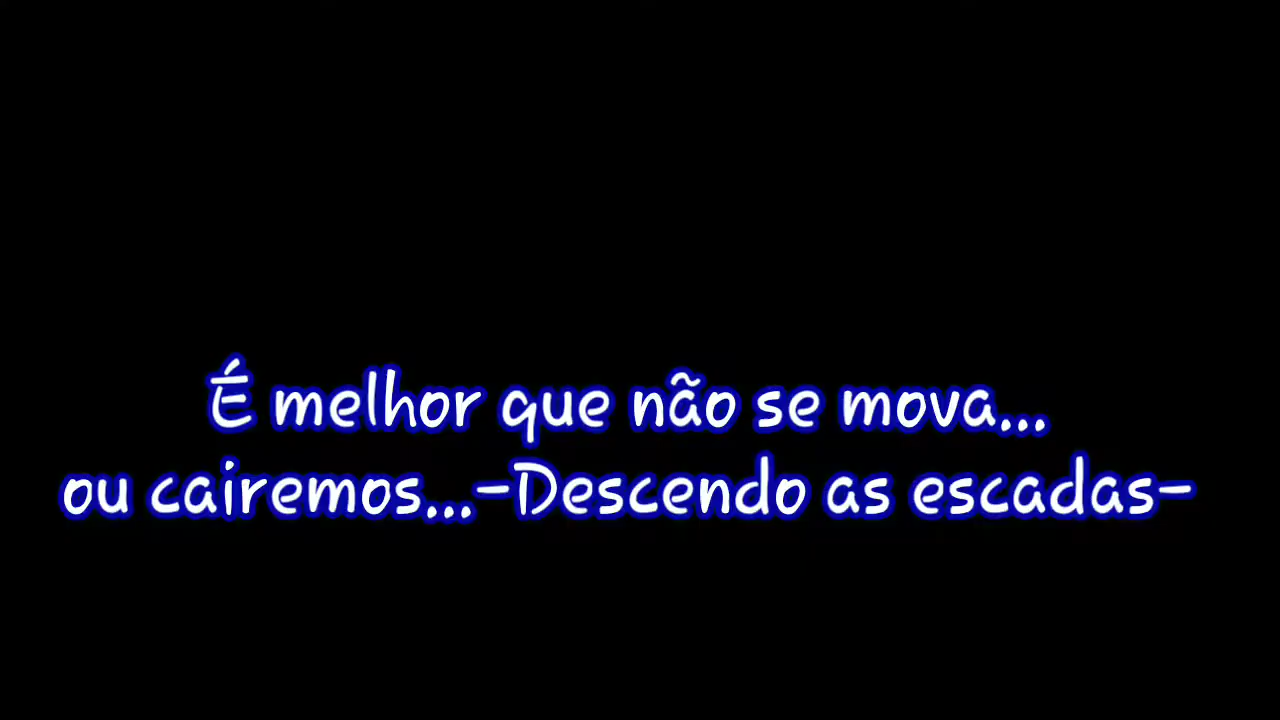 É melhor que não se mova...
ou cairemos...-Descendo as escadas-